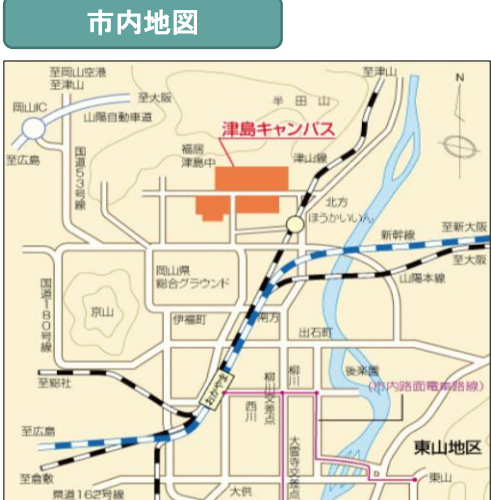 市内地図
至岡山空港
至津山
至津山
N
岡山IC
至大阪
山陽自動車道
半田山
津島キャンパス
至広島
国道53号線
福居
津島中
津山線
北方
ほうかいいん
新幹線
至新大阪
至大阪
山陽本線
岡山県
総合グラウンド
国道180号線
京山
伊福町
南方
出石町
至総社
おかやま
柳川
柳川交差点
後楽園
(市内路面電車路線)
西川
至広島
大雲寺交差点
東山地区
至倉敷
東山
大供
県道162号線